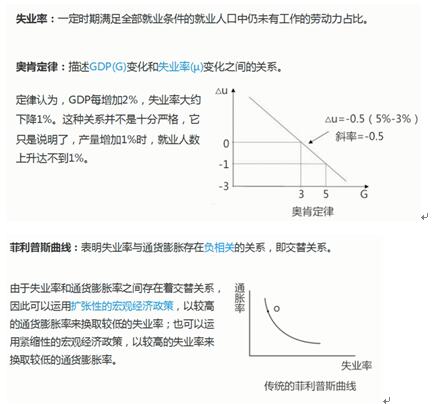 失业率：一定时期满足全部就业条件的就业人口中仍未有工作的劳动力占比。
奥肯定律：描述GDP(G)变化和失业率(μ)变化之间的关系。
定律认为，GDP每增加2%，失业率大约
下降1%。这种关系并不是十分严格，它
只是说明了，产量增加1%时，就业人数
上升达不到1%。
△u
△u=-0.5（5%-3%）
斜率=-0.5
0
-1
-3
3 5 G
奥肯定律
菲利普斯曲线：表明失业率与通货膨胀存在负相关的关系，即交替关系。
由于失业率和通货膨胀率之间存在着交替关系，
因此可以运用扩张性的宏观经济政策，以较高
的通货膨胀率来换取较低的失业率；也可以运
用紧缩性的宏观经济政策，以较高的失业率来
换取较低的通货膨胀率。
通胀率
O
失业率
传统的菲利普斯曲线